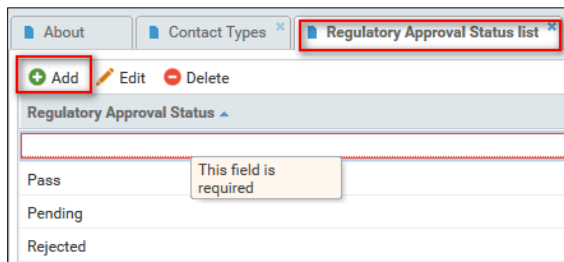 About Contact Types Regulatory Approval Status list
Add Edit Delete
Regulatory Approval Status
This field is
required
Pass
Pending
Rejected